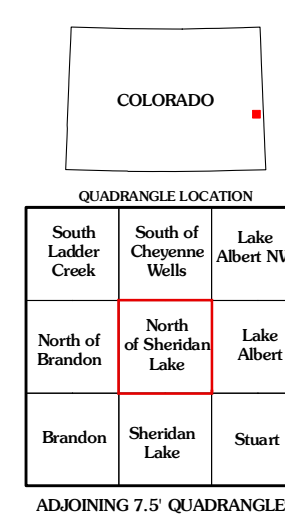 COLORADO
QUADRANGLE LOCATION
South
Ladder
Creek
South of
Cheyenne
Wells
Lake
Albert NW
North of
Brandon
North
of Sheridan
Lake
Lake
Albert
Brandon
Sheridan
Lake
Stuart
ADJOINING 7.5' QUADRANGLE